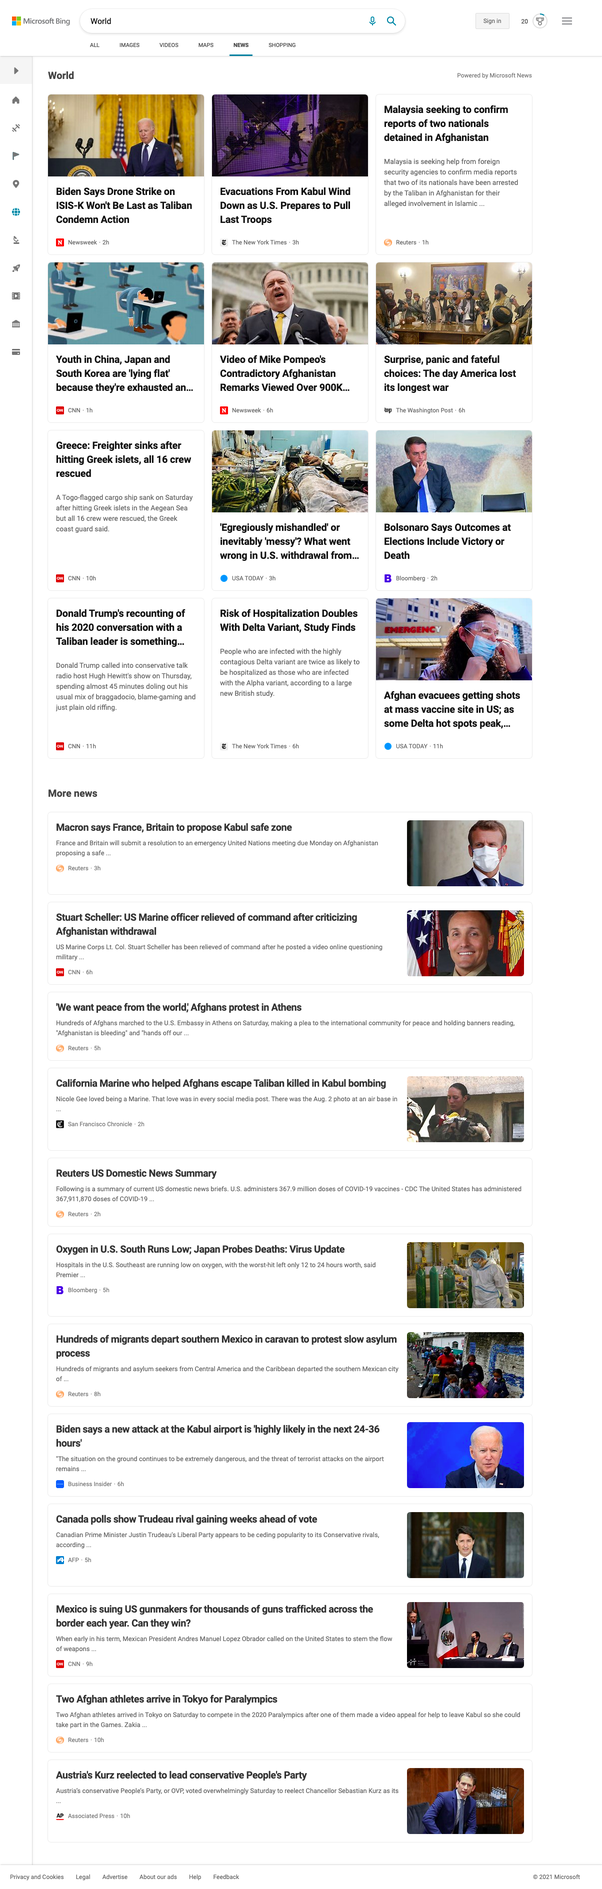 Microsoft Bing
World
Sign in
20
ALL
IMAGES
VIDEOS
MAPS
NEWS
SHOPPING
World
Powered by Microsoft News
Biden Says Drone Strike on
ISIS-K Won't Be Last as Taliban
Condemn Action
Newsweek · 2h
Evacuations From Kabul Wind
Down as U.S. Prepares to Pull
Last Troops
The New York Times · 3h
Malaysia seeking to confirm
reports of two nationals
detained in Afghanistan
Malaysia is seeking help from foreign
security agencies to confirm media reports
that two of its nationals have been arrested
by the Taliban in Afghanistan for their
alleged involvement in Islamic ...
Reuters · 1h
Youth in China, Japan and
South Korea are 'lying flat'
because they're exhausted an...
CNN · 1h
Video of Mike Pompeo's
Contradictory Afghanistan
Remarks Viewed Over 900K...
Newsweek · 6h
Surprise, panic and fateful
choices: The day America lost
its longest war
The Washington Post · 6h
Greece: Freighter sinks after
hitting Greek islets, all 16 crew
rescued
A Togo-flagged cargo ship sank on Saturday
after hitting Greek islets in the Aegean Sea
but all 16 crew were rescued, the Greek
coast guard said.
CNN · 10h
'Egregiously mishandled' or
inevitably 'messy'? What went
wrong in U.S. withdrawal from...
USA TODAY · 3h
Bolsonaro Says Outcomes at
Elections Include Victory or
Death
Bloomberg · 2h
Donald Trump's recounting of
his 2020 conversation with a
Taliban leader is something...
Donald Trump called into conservative talk
radio host Hugh Hewitt's show on Thursday,
spending almost 45 minutes doling out his
usual mix of braggadocio, blame-gaming and
just plain old riffing.
CNN · 11h
Risk of Hospitalization Doubles
With Delta Variant, Study Finds
People who are infected with the highly
contagious Delta variant are twice as likely to
be hospitalized as those who are infected
with the Alpha variant, according to a large
new British study.
The New York Times · 6h
EMERGENCY
Afghan evacuees getting shots
at mass vaccine site in US; as
some Delta hot spots peak,...
USA TODAY · 11h
More news
Macron says France, Britain to propose Kabul safe zone
France and Britain will submit a resolution to an emergency United Nations meeting due Monday on Afghanistan
proposing a safe ...
Reuters · 3h
Stuart Scheller: US Marine officer relieved of command after criticizing
Afghanistan withdrawal
US Marine Corps Lt. Col. Stuart Scheller has been relieved of command after he posted a video online questioning
military ...
CNN · 6h
'We want peace from the world,' Afghans protest in Athens
Hundreds of Afghans marched to the U.S. Embassy in Athens on Saturday, making a plea to the international community for peace and holding banners reading,
"Afghanistan is bleeding" and "hands off our ...
Reuters · 5h
California Marine who helped Afghans escape Taliban killed in Kabul bombing
Nicole Gee loved being a Marine. That love was in every social media post. There was the Aug. 2 photo at an air base in
...
San Francisco Chronicle · 2h
Reuters US Domestic News Summary
Following is a summary of current US domestic news briefs. U.S. administers 367.9 million doses of COVID-19 vaccines - CDC The United States has administered
367,911,870 doses of COVID-19 ...
Reuters · 2h
Oxygen in U.S. South Runs Low; Japan Probes Deaths: Virus Update
Hospitals in the U.S. Southeast are running low on oxygen, with the worst-hit left only 12 to 24 hours worth, said
Premier ...
Bloomberg · 5h
Hundreds of migrants depart southern Mexico in caravan to protest slow asylum
process
Hundreds of migrants and asylum seekers from Central America and the Caribbean departed the southern Mexican city
of ...
Reuters · 8h
Biden says a new attack at the Kabul airport is 'highly likely in the next 24-36
hours'
"The situation on the ground continues to be extremely dangerous, and the threat of terrorist attacks on the airport
remains ...
Business Insider · 6h
Canada polls show Trudeau rival gaining weeks ahead of vote
Canadian Prime Minister Justin Trudeau's Liberal Party appears to be ceding popularity to its Conservative rivals,
according ...
AFP · 5h
Mexico is suing US gunmakers for thousands of guns trafficked across the
border each year. Can they win?
When early in his term, Mexican President Andres Manuel Lopez Obrador called on the United States to stem the flow
of weapons ...
CNN · 9h
Two Afghan athletes arrive in Tokyo for Paralympics
Two Afghan athletes arrived in Tokyo on Saturday to compete in the 2020 Paralympics after one of them made a video appeal for help to leave Kabul so she could
take part in the Games. Zakia ...
Reuters · 10h
Austria's Kurz reelected to lead conservative People's Party
Austria's conservative People's Party, or OVP, voted overwhelmingly Saturday to reelect Chancellor Sebastian Kurz as its
...
AP Associated Press · 10h
Privacy and Cookies
Legal
Advertise
About our ads
Help
Feedback
© 2021 Microsoft